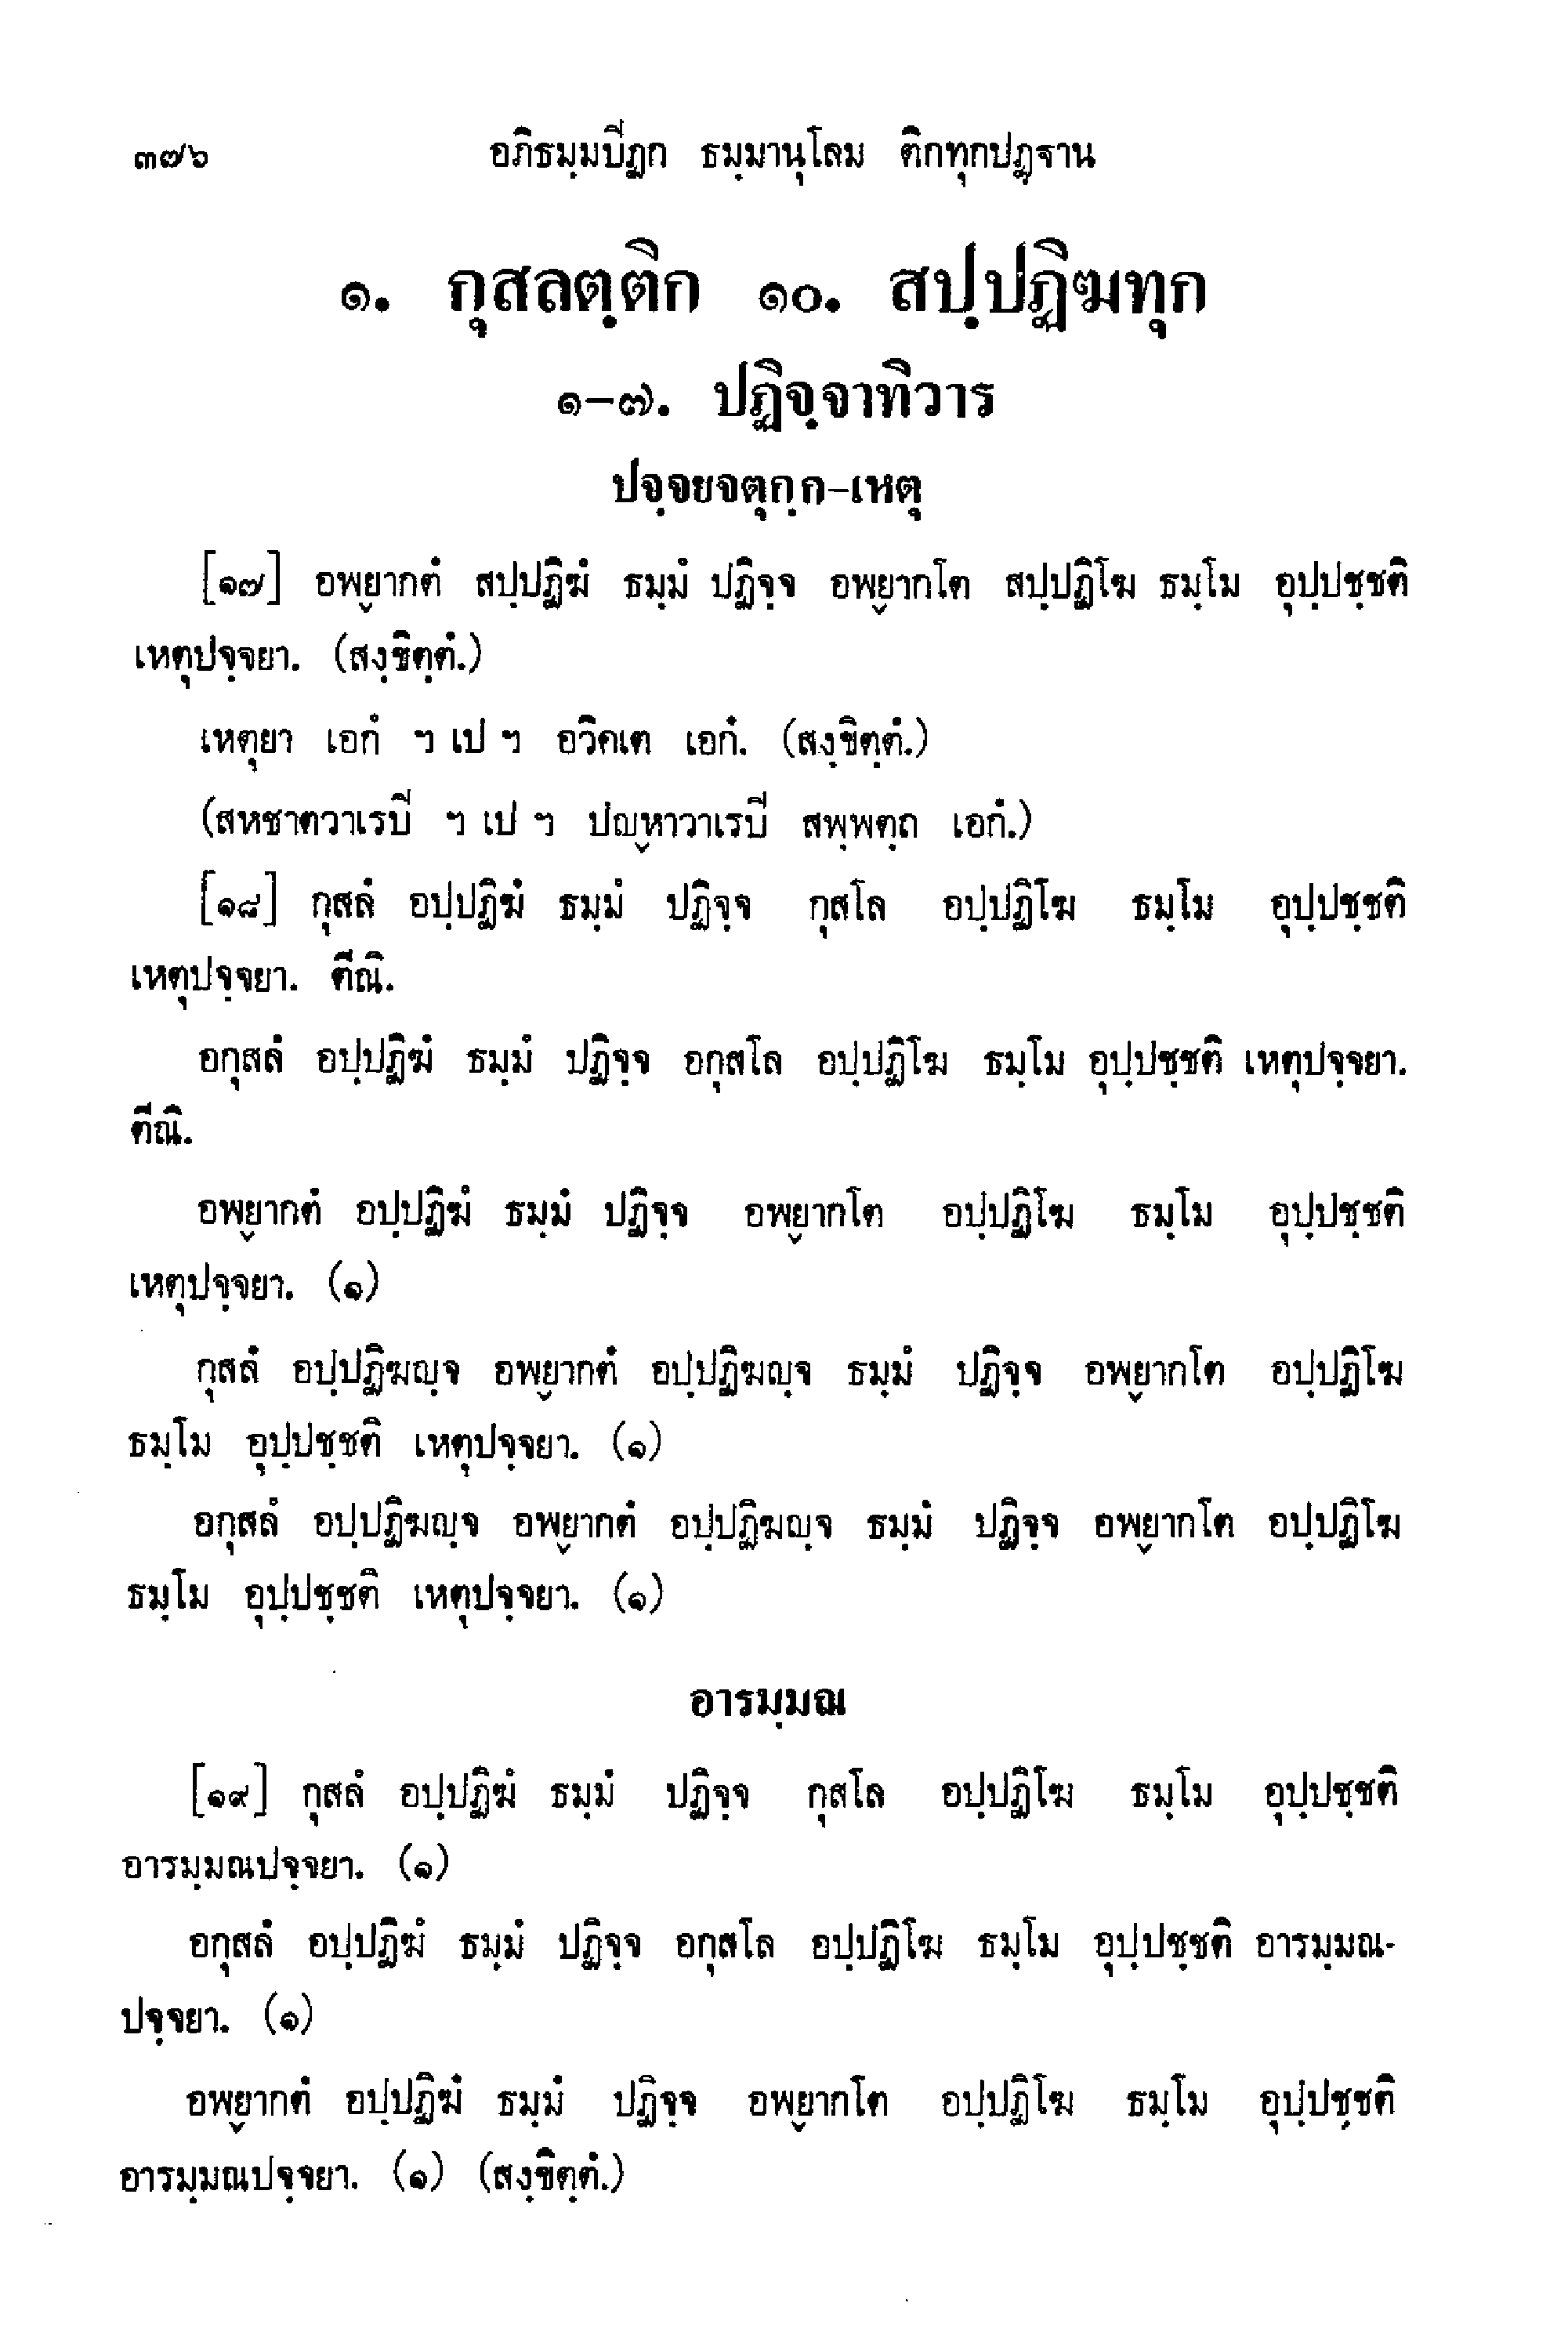 ๓๗๖ อภิธมฺมปิฏก ธมฺมานุโลม ติกทุกปฏฺฐาน
๑. กุสลตฺติก ๑๐. สปฺปฏิฆทุก
๑-๗. ปฏิจฺจาทิวาร
ปจฺจยจตุกฺก-เหตุ
[๑๗] อพฺยากตํ สปฺปฏิฆํ ธมฺมํ ปฏิจฺจ อพฺยากโต สปฺปฏิโฆ ธมฺโม อุปฺปชฺชติ
เหตุปจฺจยา. (สงฺขิตฺตํ.)
เหตุยา เอกํ ฯ เป ฯ อวิคเต เอกํ. (สงฺขิตฺตํ.)
(สหชาตวาเรปิ ฯ เป ฯ ปญฺหาวาเรปิ สพฺพตฺถ เอกํ.)
[๑๘] กุสลํ อปฺปฏิฆํ ธมฺมํ ปฏิจฺจ กุสโล อปฺปฏิโฆ ธมฺโม อุปฺปชฺชติ
เหตุปจฺจยา. ตีณิ.
อกุสลํ อปฺปฏิฆํ ธมฺมํ ปฏิจฺจ อกุสโล อปฺปฏิโฆ ธมฺโม อุปฺปชฺชติ เหตุปจฺจยา.
ตีณิ.
อพฺยากตํ อปฺปฏิฆํ ธมฺมํ ปฏิจฺจ อพฺยากโต อปฺปฏิโฆ ธมฺโม อุปฺปชฺชติ
เหตุปจฺจยา. (๑)
กุสลํ อปฺปฏิฆญฺจ อพฺยากตํ อปฺปฏิฆญฺจ ธมฺมํ ปฏิจฺจ อพฺยากโต อปฺปฏิโฆ
ธมฺโม อุปฺปชฺชติ เหตุปจฺจยา. (๑)
อกุสลํ อปฺปฏิฆญฺจ อพฺยากตํ อปฺปฏิฆญฺจ ธมฺมํ ปฏิจฺจ อพฺยากโต อปฺปฏิโฆ
ธมฺโม อุปฺปชฺชติ เหตุปจฺจยา. (๑)
อารมฺมณ
[๑๙] กุสลํ อปฺปฏิฆํ ธมฺมํ ปฏิจฺจ กุสโล อปฺปฏิโฆ ธมฺโม อุปฺปชฺชติ
อารมฺมณปจฺจยา. (๑)
อกุสลํ อปฺปฏิฆํ ธมฺมํ ปฏิจฺจ อกุสโล อปฺปฏิโฆ ธมฺโม อุปฺปชฺชติ อารมฺมณ-
ปจฺจยา. (๑)
อพฺยากตํ อปฺปฏิฆํ ธมฺมํ ปฏิจฺจ อพฺยากโต อปฺปฏิโฆ ธมฺโม อุปฺปชฺชติ
อารมฺมณปจฺจยา. (๑) (สงฺขิตฺตํ.)